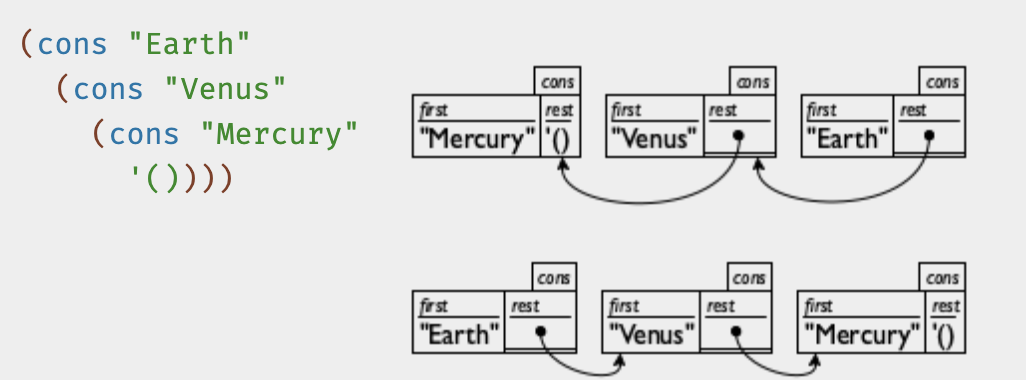 (cons "Earth"
(cons "Venus"
(cons "Mercury"
'())))
cons cons cons
first rest first rest first rest
"Mercury" '() "Venus" "Earth"
cons cons cons
first rest first rest first rest
"Earth" "Venus" "Mercury" '()